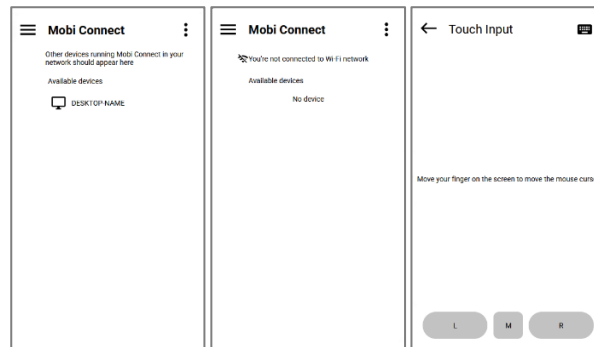 Mobi Connect
Other devices running Mobi Connect in your
network should appear here
Available devices
DESKTOP-NAME
Mobi Connect
You're not connected to Wi-Fi network
Available devices
No device
Touch Input
Move your finger on the screen to move the mouse curs
L
M
R